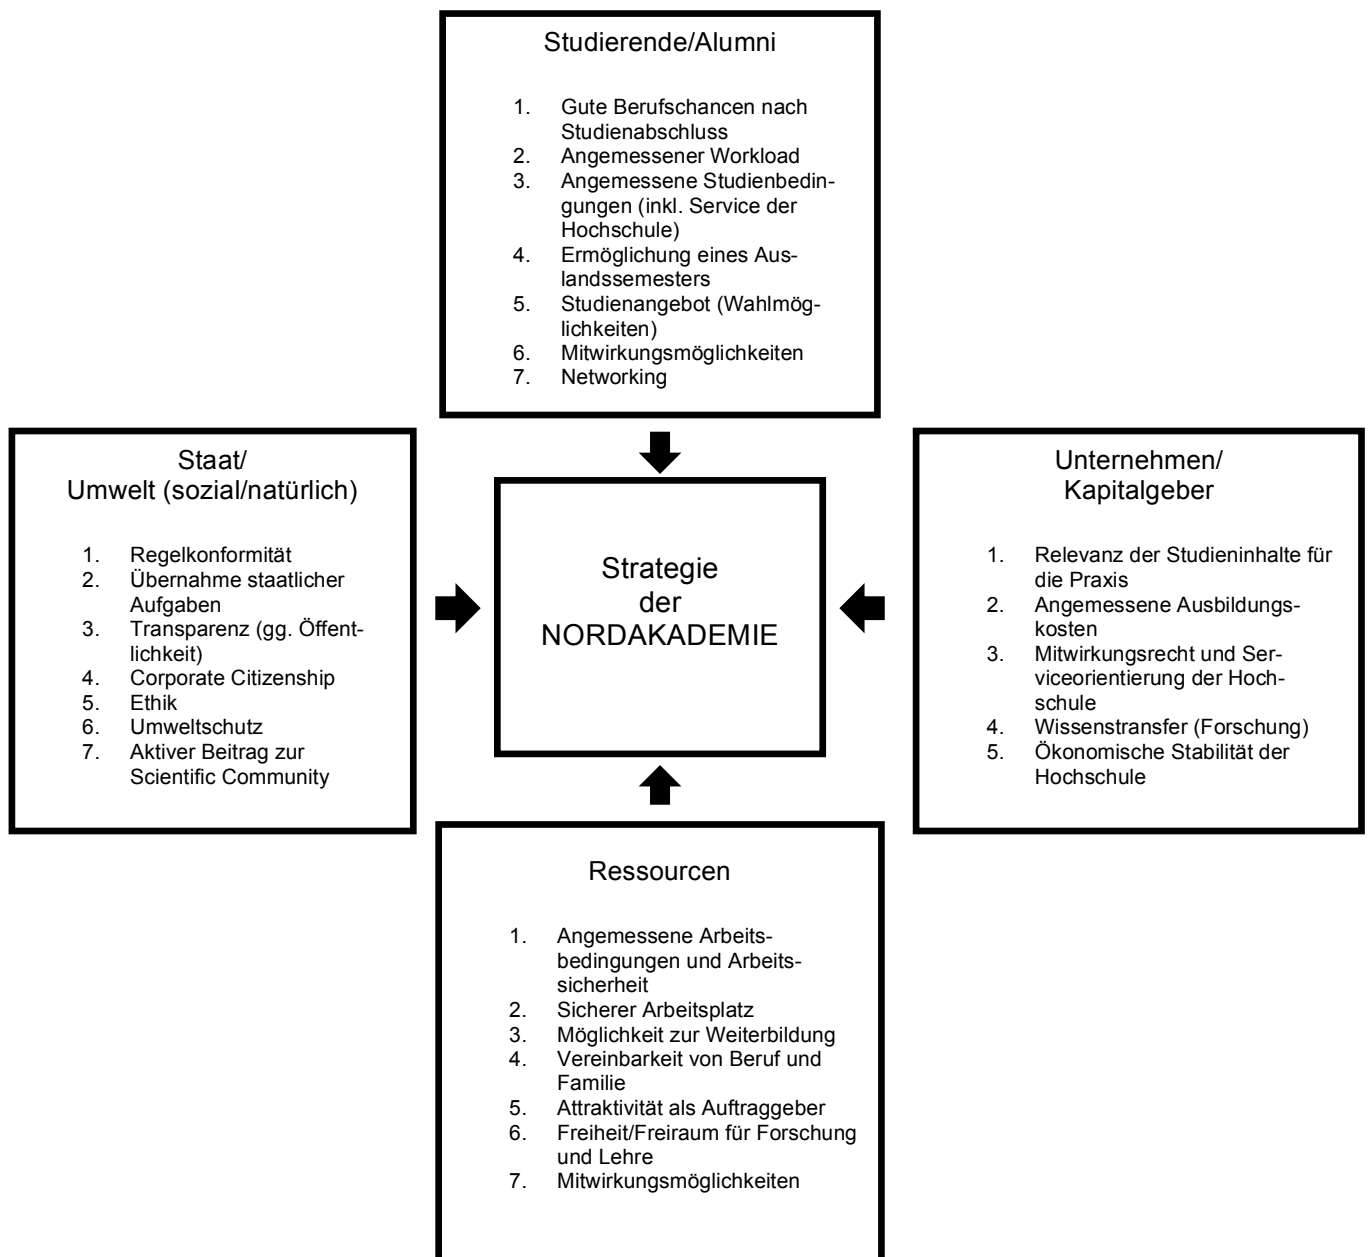 Studierende/Alumni
1. Gute Berufschancen nach
Studienabschluss
2. Angemessener Workload
3. Angemessene Studienbedin-
gungen (inkl. Service der
Hochschule)
4. Ermöglichung eines Aus-
landssemesters
5. Studienangebot (Wahlmög-
lichkeiten)
6. Mitwirkungsmöglichkeiten
7. Networking
Staat/
Umwelt (sozial/natürlich)
1. Regelkonformität
2. Übernahme staatlicher
Aufgaben
3. Transparenz (gg. Öffent-
lichkeit)
4. Corporate Citizenship
5. Ethik
6. Umweltschutz
7. Aktiver Beitrag zur
Scientific Community
Strategie
der
NORDAKADEMIE
Unternehmen/
Kapitalgeber
1. Relevanz der Studieninhalte für
die Praxis
2. Angemessene Ausbildungs-
kosten
3. Mitwirkungsrecht und Ser-
viceorientierung der Hoch-
schule
4. Wissenstransfer (Forschung)
5. Ökonomische Stabilität der
Hochschule
Ressourcen
1. Angemessene Arbeits-
bedingungen und Arbeits-
sicherheit
2. Sicherer Arbeitsplatz
3. Möglichkeit zur Weiterbildung
4. Vereinbarkeit von Beruf und
Familie
5. Attraktivität als Auftraggeber
6. Freiheit/Freiraum für Forschung
und Lehre
7. Mitwirkungsmöglichkeiten